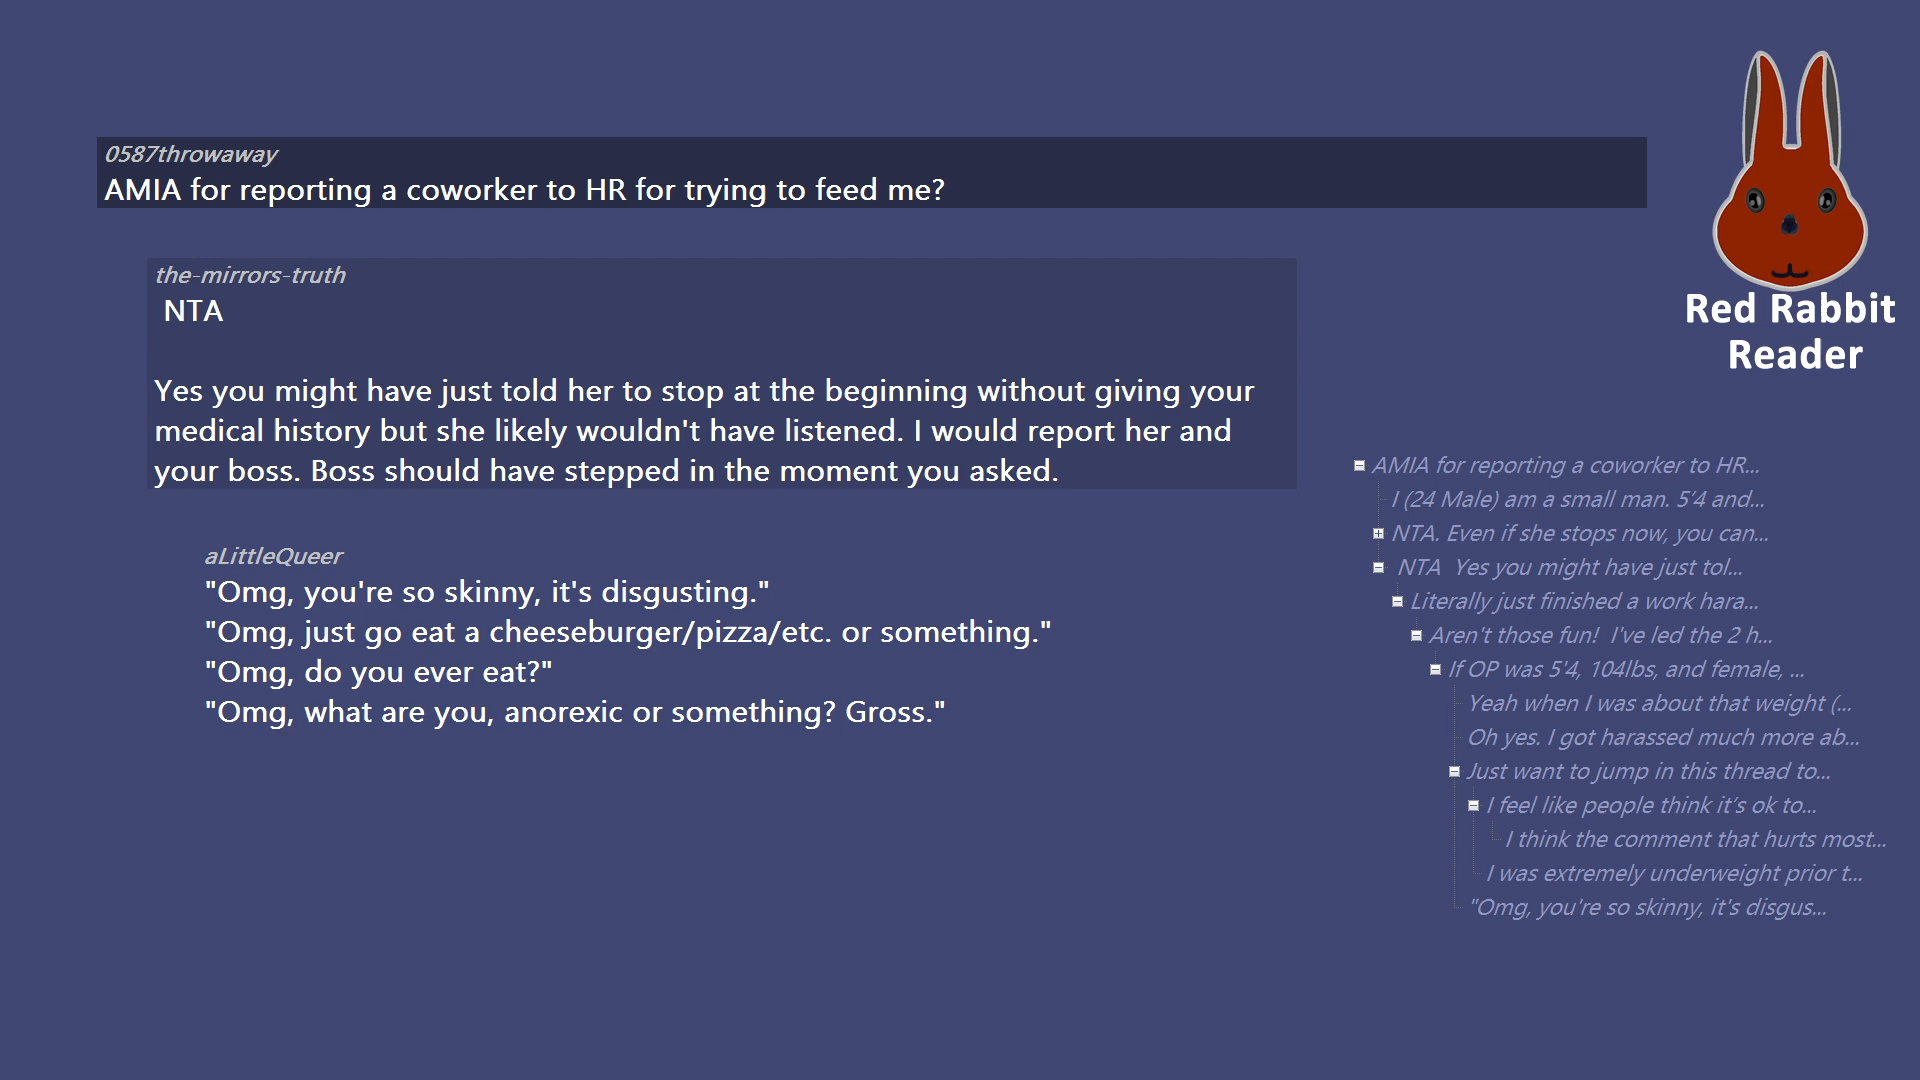 0587throwaway
AMIA for reporting a coworker to HR for trying to feed me?
the-mirrors-truth
NTA
Yes you might have just told her to stop at the beginning without giving your
medical history but she likely wouldn't have listened. I would report her and
your boss. Boss should have stepped in the moment you asked.
aLittleQueer
"Omg, you're so skinny, it's disgusting."
"Omg, just go eat a cheeseburger/pizza/etc. or something."
"Omg, do you ever eat?"
"Omg, what are you, anorexic or something? Gross."
Red Rabbit
Reader
AMIA for reporting a coworker to HR...
I (24 Male) am a small man. 5'4 and...
NTA. Even if she stops now, you can...
NTA  Yes you might have just tol...
Literally just finished a work hara...
Aren't those fun!  I've led the 2 h...
If OP was 5'4, 104lbs, and female, ...
Yeah when I was about that weight (...
Oh yes. I got harassed much more ab...
Just want to jump in this thread to...
I feel like people think it’s ok to...
I think the comment that hurts most...
I was extremely underweight prior t...
"Omg, you're so skinny, it's disgus...